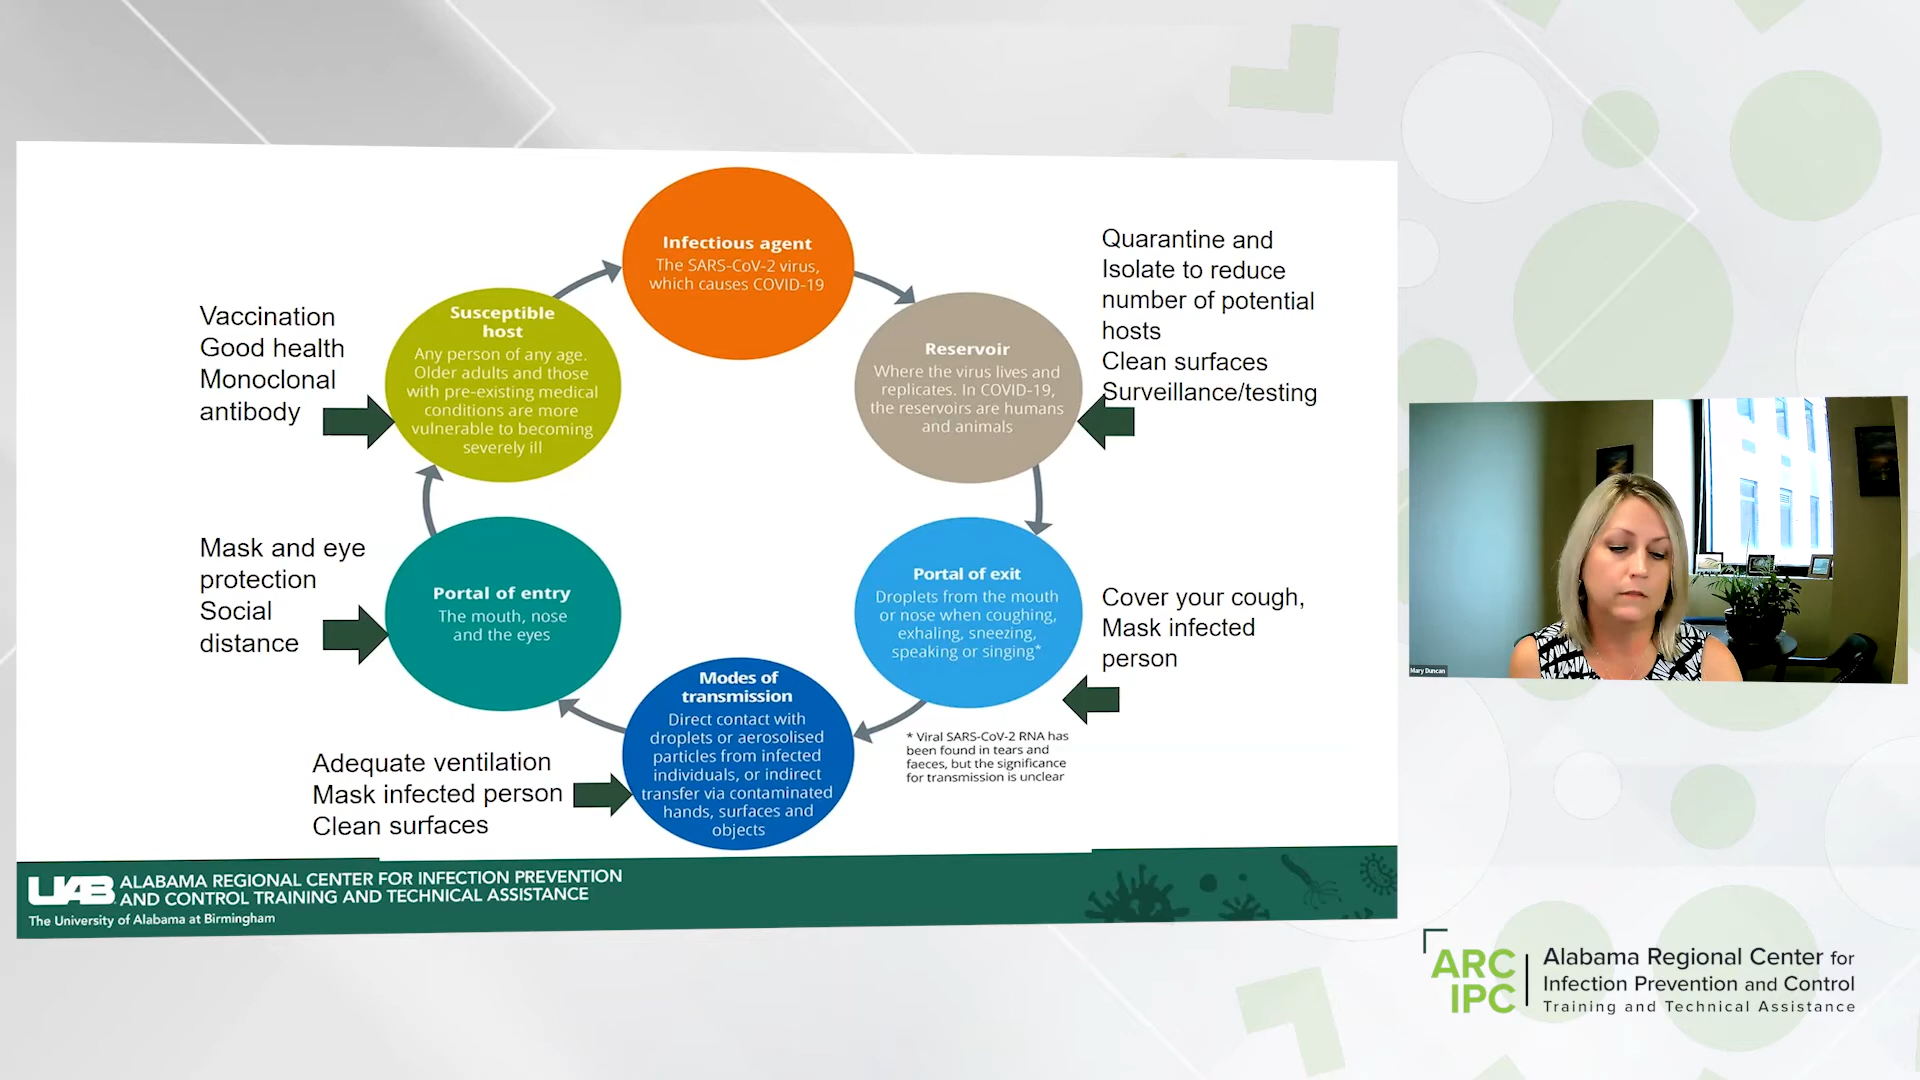 Infectious agent
The SARS-CoV-2 virus,
which causes COVID-19
Quarantine and
Isolate to reduce
number of potential
hosts
Clean surfaces
Surveillance/testing
Reservoir
Where the virus lives and
replicates. In COVID-19,
the reservoirs are humans
and animals
Vaccination
Good health
Monoclonal
antibody
Susceptible
host
Any person of any age.
Older adults and those
with pre-existing medical
conditions are more
vulnerable to becoming
severely ill
Mask and eye
protection
Social
distance
Portal of entry
The mouth, nose
and the eyes
Portal of exit
Droplets from the mouth
or nose when coughing,
exhaling, sneezing,
speaking or singing*
Cover your cough,
Mask infected
person
Adequate ventilation
Mask infected person
Clean surfaces
Modes of
transmission
Direct contact with
droplets or aerosolised
particles from infected
individuals, or indirect
transfer via contaminated
hands, surfaces and
objects
* Viral SARS-CoV-2 RNA has
been found in tears and
faeces, but the significance
for transmission is unclear
UAB ALABAMA REGIONAL CENTER FOR INFECTION PREVENTION
AND CONTROL TRAINING AND TECHNICAL ASSISTANCE
The University of Alabama at Birmingham
Mary Duncan
ARC
IPC
Alabama Regional Center for
Infection Prevention and Control
Training and Technical Assistance